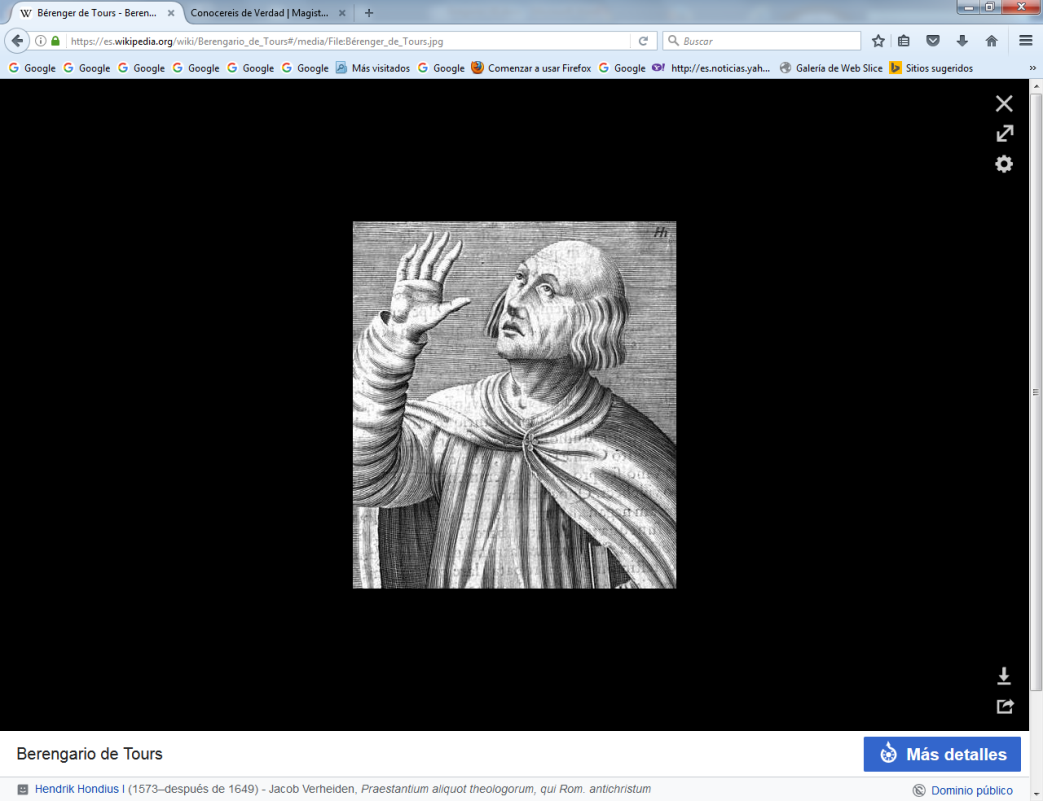 Bérenger de Tours - Beren...
Conocereis de Verdad | Magist...
https://es.wikipedia.org/wiki/Berengario_de_Tours#/media/File:Bérenger_de_Tours.jpg
Buscar
Google Google Google Google Google Google Más visitados Google Comenzar a usar Firefox Google http://es.noticias.yah... Galería de Web Slice Sitios sugeridos
Berengario de Tours
Más detalles
Hendrik Hondius I (1573–después de 1649) - Jacob Verheiden, Praestantium aliquot theologorum, qui Rom. antichristum
Dominio público